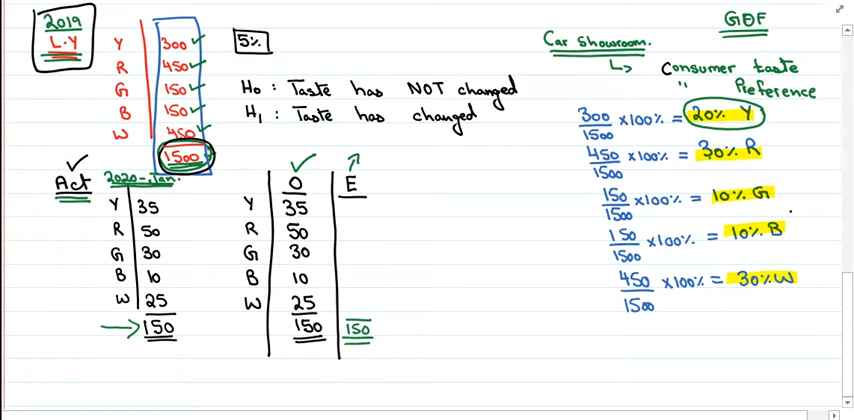 2019
L.Y
Y 300
R 450
G 150
B 150
W 450
1500
5%
Ho : Taste has NOT changed
H1 : Taste has changed
GOF
Car Showroom.
Consumer taste
" Preference
300/1500 x100% = 20% Y
450/1500 x100% = 30% R
150/1500 x100% = 10% G
150/1500 x100% = 10% B
450/1500 x100% = 30% W
Act 2020-Jan.
Y 35
R 50
G 30
B 10
W 25
150
O E
Y 35
R 50
G 30
B 10
W 25
150 150